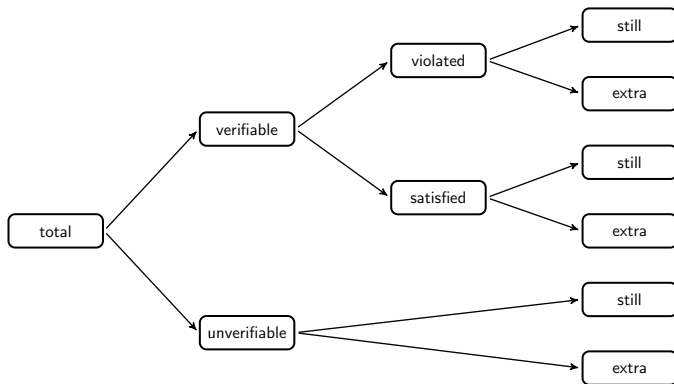 still
violated
extra
verifiable
still
satisfied
total
extra
still
unverifiable
extra